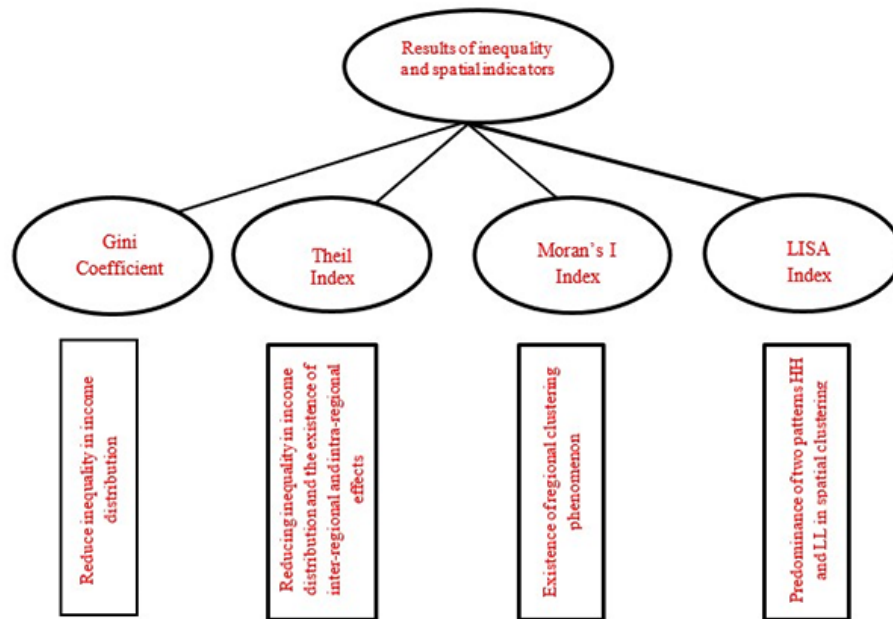 Results of inequality
and spatial indicators
Gini
Coefficient
Theil
Index
Moran's I
Index
LISA
Index
Reduce inequality in income
distribution
Reducing inequality in income
distribution and the existence of
inter-regional and intra-regional
effects
Existence of regional clustering
phenomenon
Predominance of two patterns HH
and LL in spatial clustering